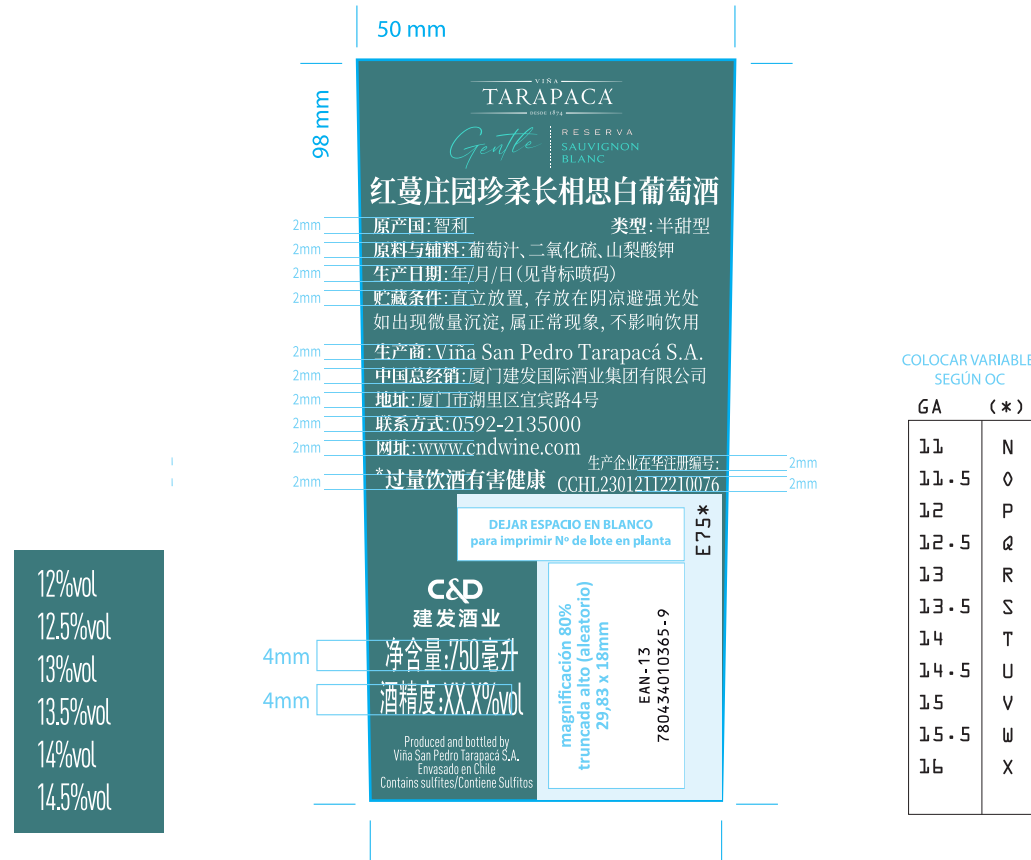 50 mm
98 mm
VIÑA
TARAPACÁ
DESDE 1874
Gentle
RESERVA
SAUVIGNON
BLANC
红蔓庄园珍柔长相思白葡萄酒
2mm
原产国:智利 类型:半甜型
2mm
原料与辅料:葡萄汁、二氧化硫、山梨酸钾
2mm
生产日期:年/月/日(见背标喷码)
2mm
贮藏条件:直立放置, 存放在阴凉避强光处
如出现微量沉淀, 属正常现象, 不影响饮用
2mm
生产商:Viña San Pedro Tarapacá S.A.
2mm
中国总经销:厦门建发国际酒业集团有限公司
2mm
地址:厦门市湖里区宜宾路4号
2mm
联系方式:0592-2135000
2mm
网址:www.cndwine.com
生产企业在华注册编号:
2mm
2mm
*过量饮酒有害健康 CCHL23012112210076
2mm
DEJAR ESPACIO EN BLANCO
para imprimir Nº de lote en planta
E75*
C&D
建发酒业
4mm
净含量:750毫升
4mm
酒精度:XX.X%vol
Produced and bottled by
Viña San Pedro Tarapacá S.A.
Envasado en Chile
Contains sulfites/Contiene Sulfitos
magnificación 80%
truncada alto (aleatorio)
29,83 x 18mm
EAN-13
7804340103 65-9
12%vol
12.5%vol
13%vol
13.5%vol
14%vol
14.5%vol
COLOCAR VARIABLE
SEGÚN OC
GA (*)
11 N
11.5 O
12 P
12.5 Q
13 R
13.5 S
14 T
14.5 U
15 V
15.5 W
16 X